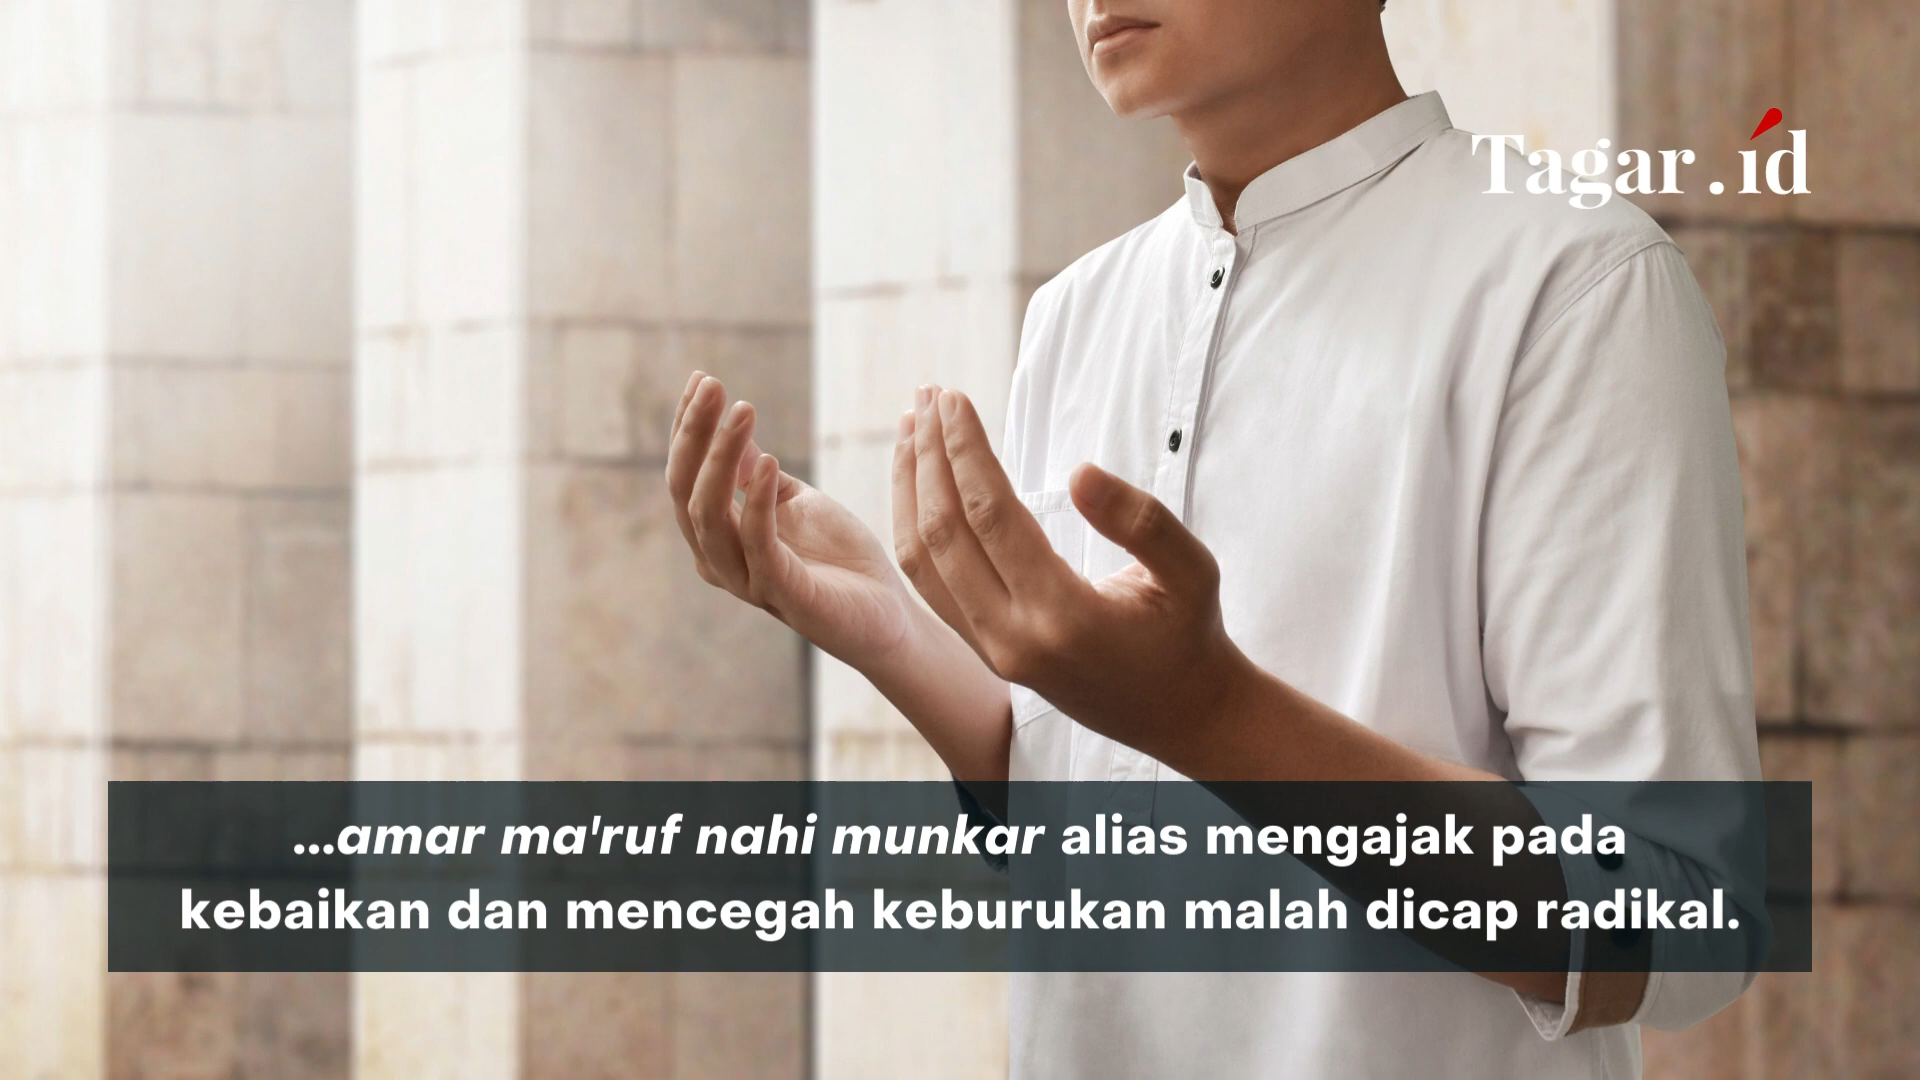 Tagar.id
...amar ma'ruf nahi munkar alias mengajak pada
kebaikan dan mencegah keburukan malah dicap radikal.